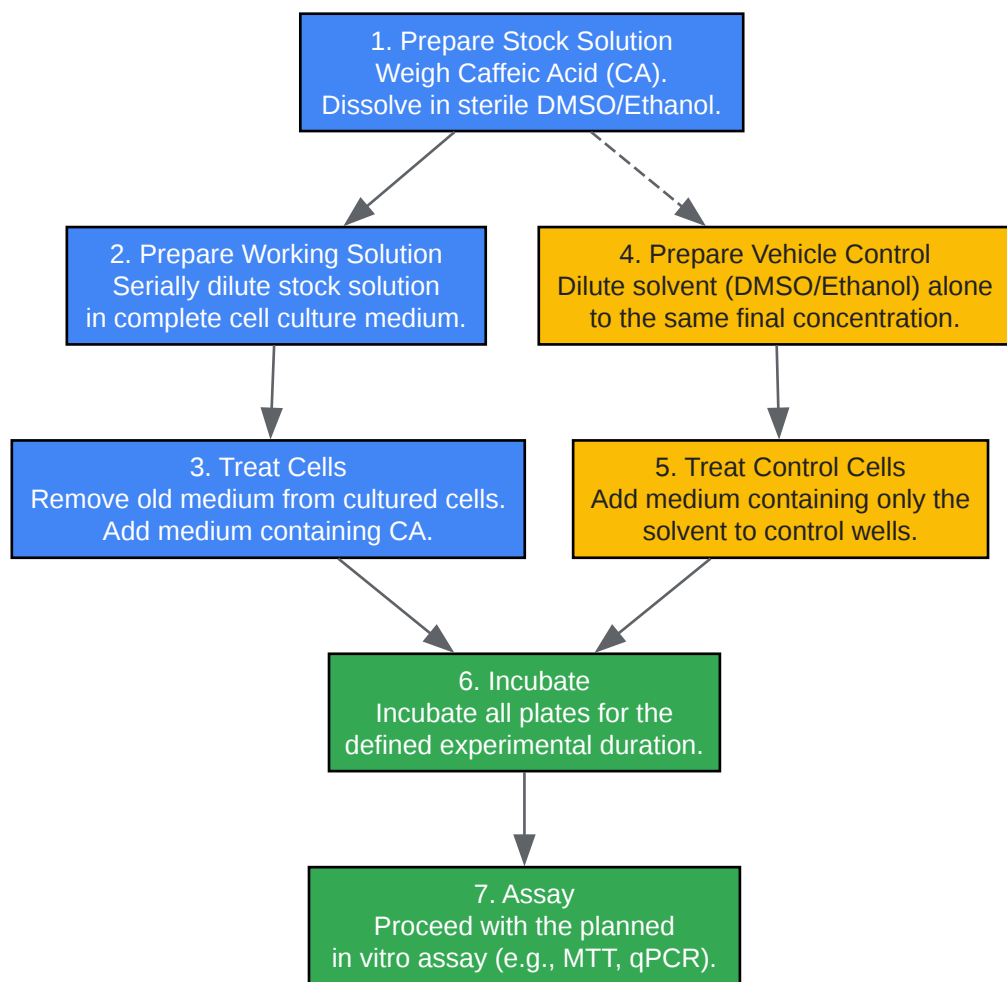 1. Prepare Stock Solution
Weigh Caffeic Acid (CA).
Dissolve in sterile DMSO/Ethanol.
2. Prepare Working Solution
Serially dilute stock solution
in complete cell culture medium.
4. Prepare Vehicle Control
Dilute solvent (DMSO/Ethanol) alone
to the same final concentration.
3. Treat Cells
Remove old medium from cultured cells.
Add medium containing CA.
5. Treat Control Cells
Add medium containing only the
solvent to control wells.
6. Incubate
Incubate all plates for the
defined experimental duration.
7. Assay
Proceed with the planned
in vitro assay (e.g., MTT, qPCR).